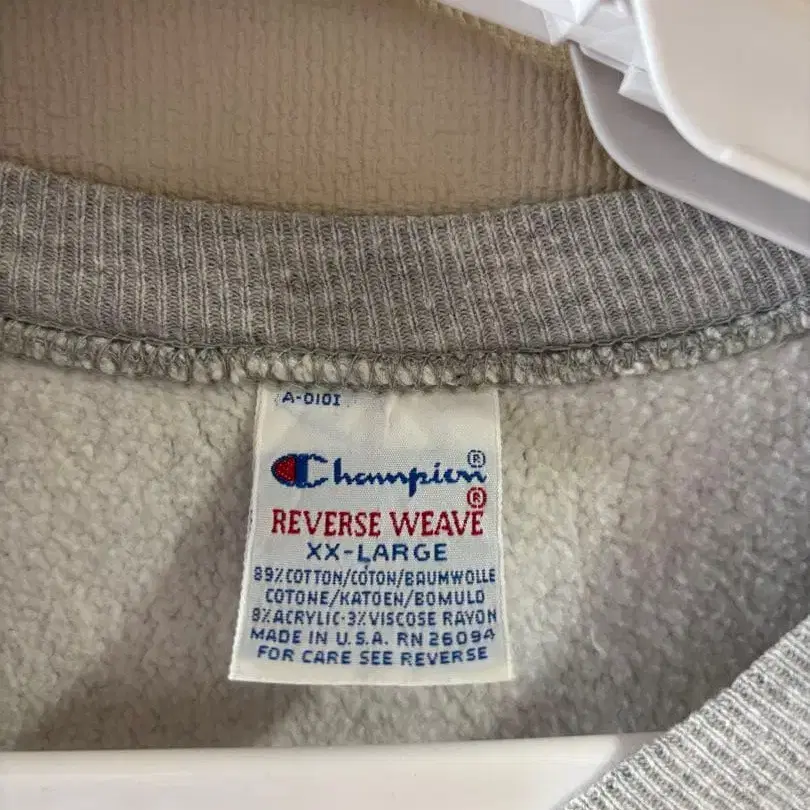 A-0101
Champion®
REVERSE WEAVE®
XX-LARGE
89% COTTON/COTON/BAUMWOLLE
COTONE/KATOEN/BOMULD
8% ACRYLIC·3% VISCOSE RAYON
MADE IN U.S.A. RN 26094
FOR CARE SEE REVERSE